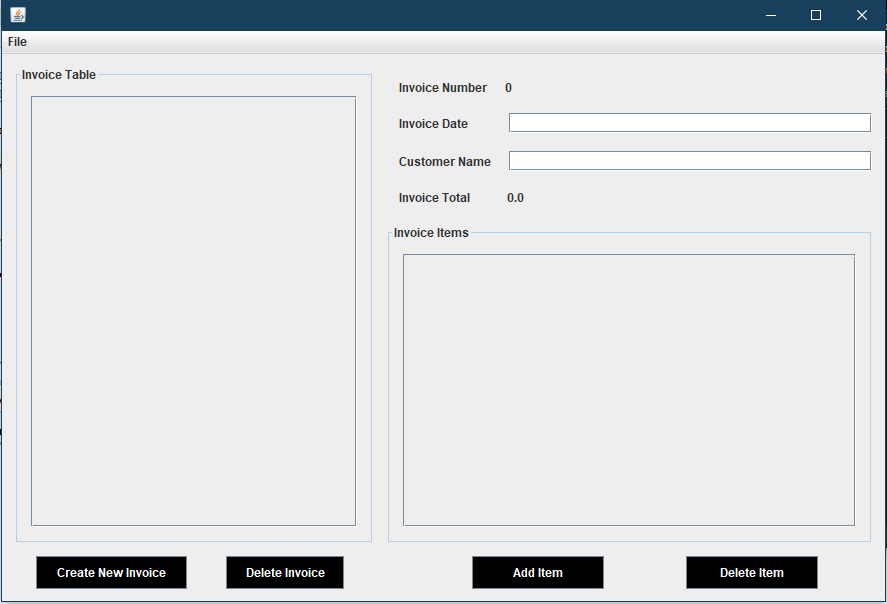 File
Invoice Table
Invoice Number 0
Invoice Date
Customer Name
Invoice Total 0.0
Invoice Items
Create New Invoice
Delete Invoice
Add Item
Delete Item